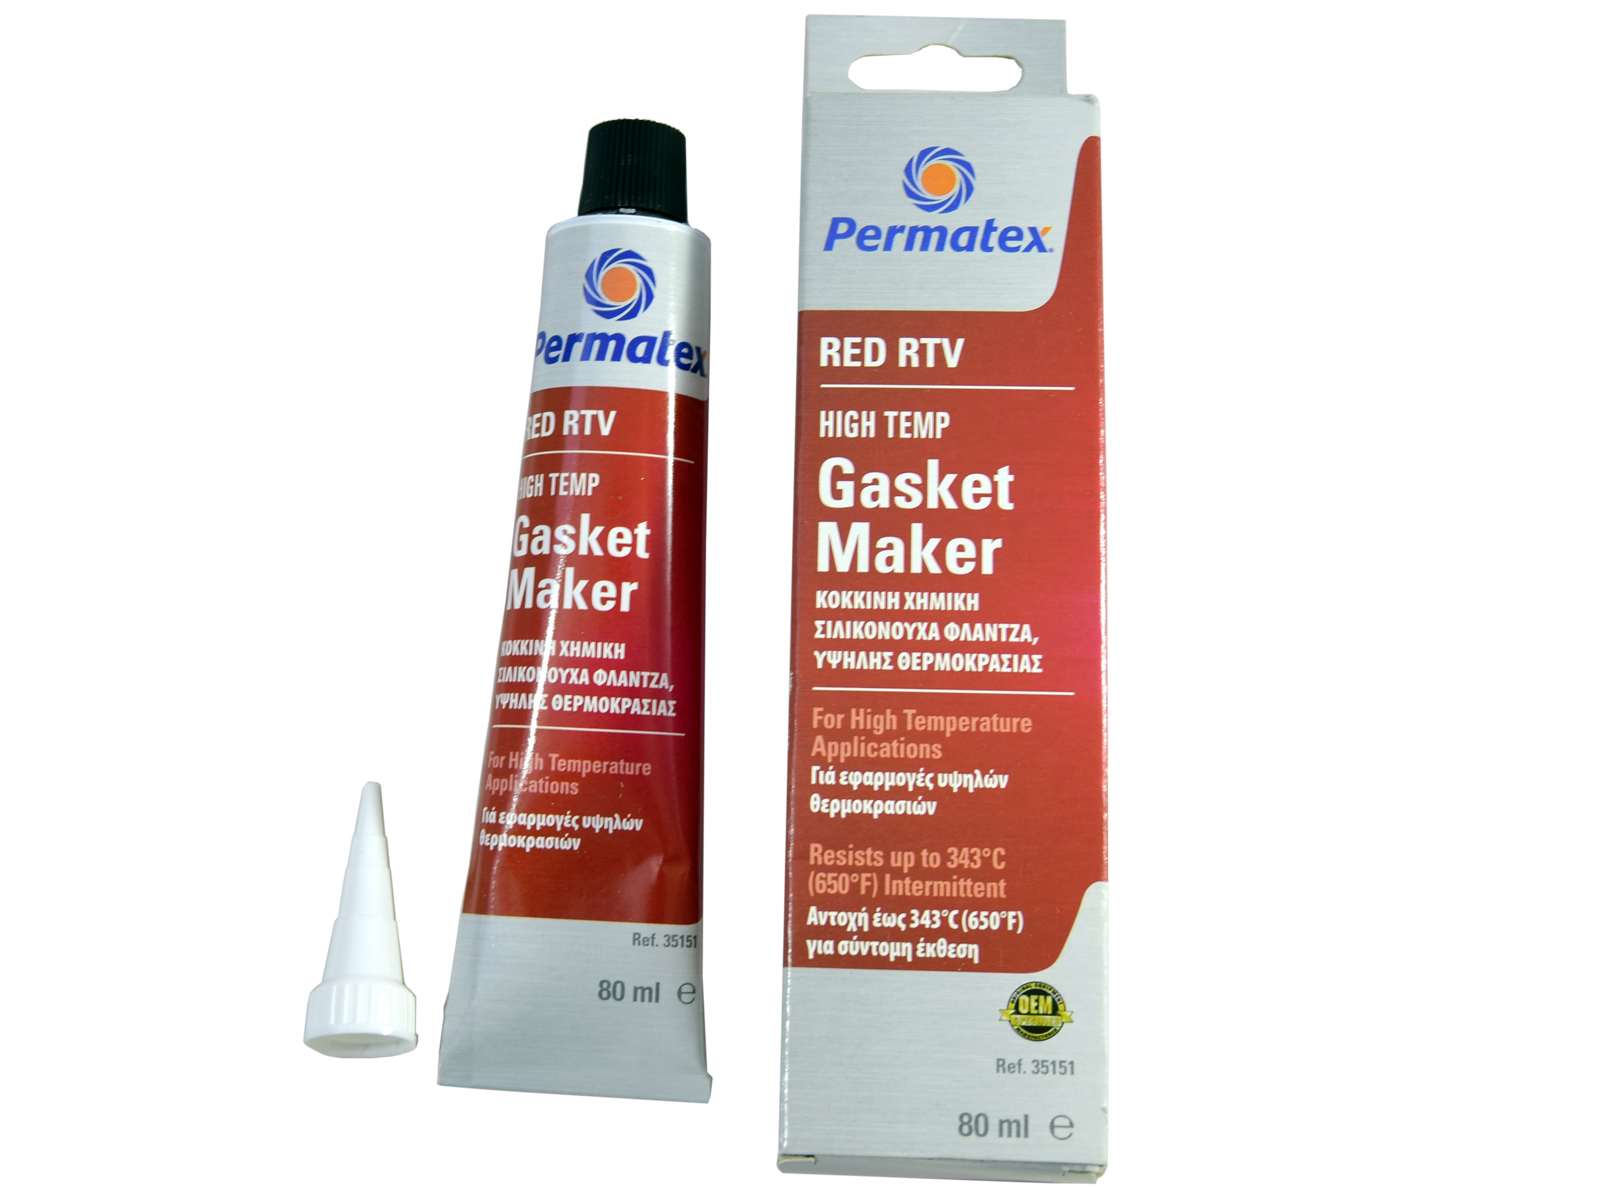 Permatex
RED RTV
HIGH TEMP
Gasket
Maker
ΚΟΚΚΙΝΗ ΧΗΜΙΚΗ
ΣΙΛΙΚΟΝΟΥΧΑ ΦΛΑΝΤΖΑ,
ΥΨΗΛΗΣ ΘΕΡΜΟΚΡΑΣΙΑΣ
For High Temperature
Applications
Γιά εφαρμογές υψηλών
θερμοκρασιών
Ref. 35151
80 ml ℮
Permatex
RED RTV
HIGH TEMP
Gasket
Maker
ΚΟΚΚΙΝΗ ΧΗΜΙΚΗ
ΣΙΛΙΚΟΝΟΥΧΑ ΦΛΑΝΤΖΑ,
ΥΨΗΛΗΣ ΘΕΡΜΟΚΡΑΣΙΑΣ
For High Temperature
Applications
Γιά εφαρμογές υψηλών
θερμοκρασιών
Resists up to 343°C
(650°F) Intermittent
Αντοχή έως 343°C (650°F)
για σύντομη έκθεση
OEM
Ref. 35151
80 ml ℮